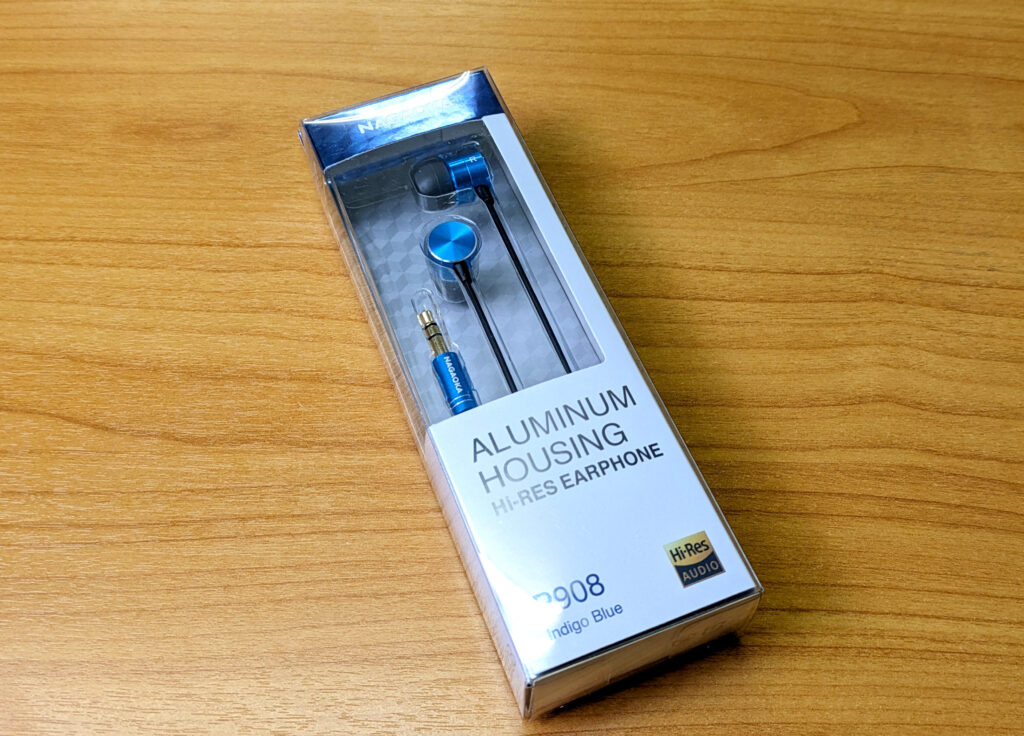 R
NAGAOKA
ALUMINUM
HOUSING
Hi-RES EARPHONE
Hi-Res
AUDIO
Indigo Blue